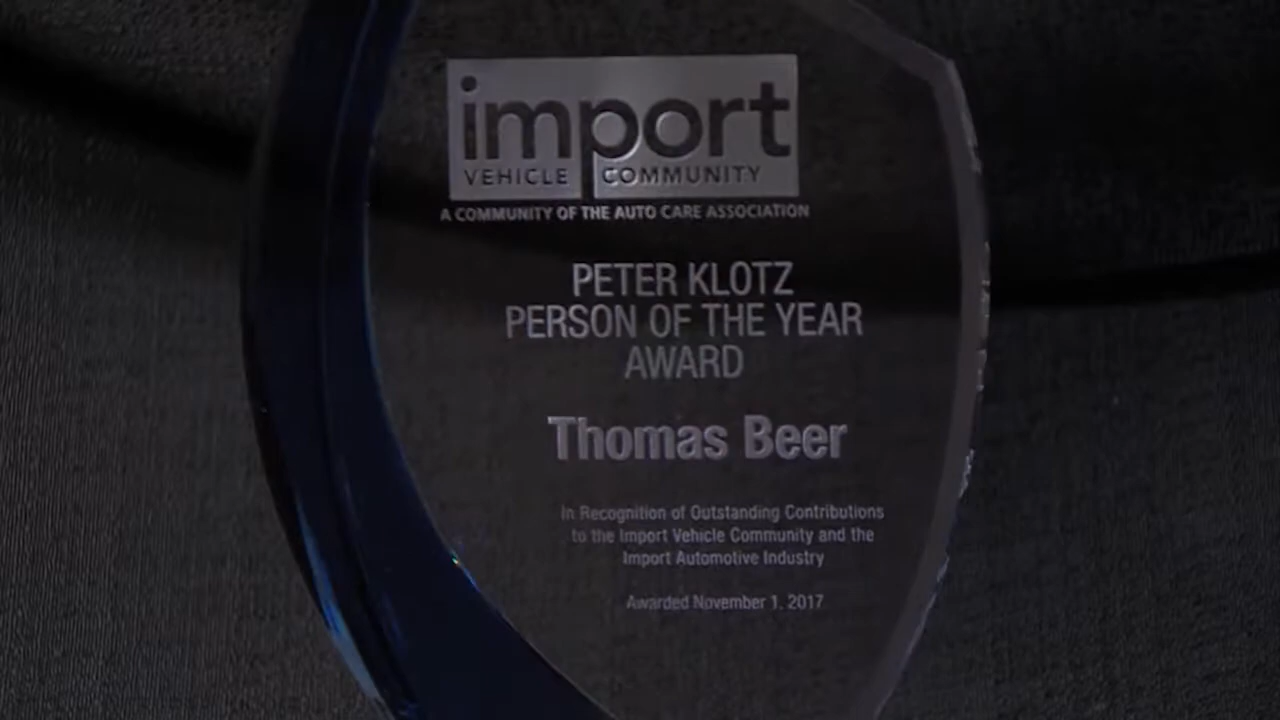 import
VEHICLE COMMUNITY
A COMMUNITY OF THE AUTO CARE ASSOCIATION
PETER KLOTZ
PERSON OF THE YEAR
AWARD
Thomas Beer
In Recognition of Outstanding Contributions
to the Import Vehicle Community and the
Import Automotive Industry
Awarded November 1, 2017